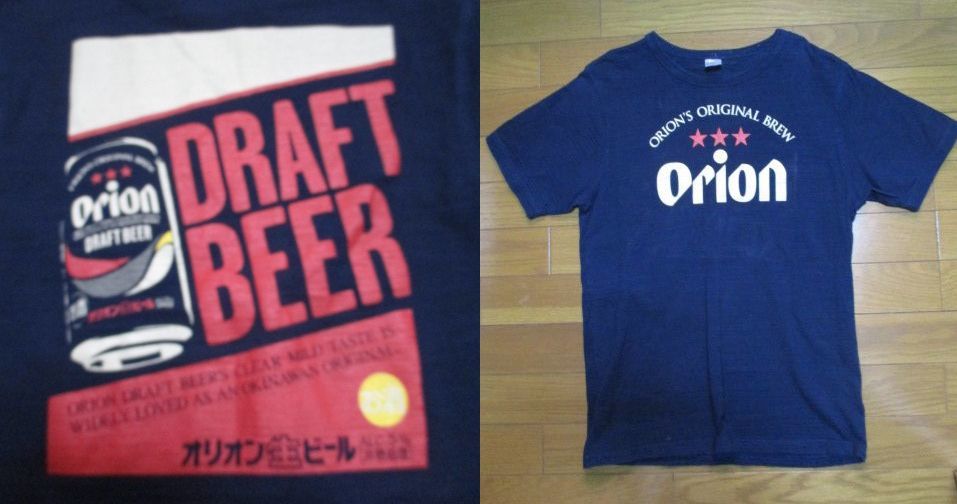 DRAFT
BEER
Orion
DRAFT BEER
ORION DRAFT BEER'S CLEAR MILD TASTE IS
WIDELY LOVED AS AN OKINAWAN ORIGINAL.
オリオン ビール
ORION'S ORIGINAL BREW
Orion